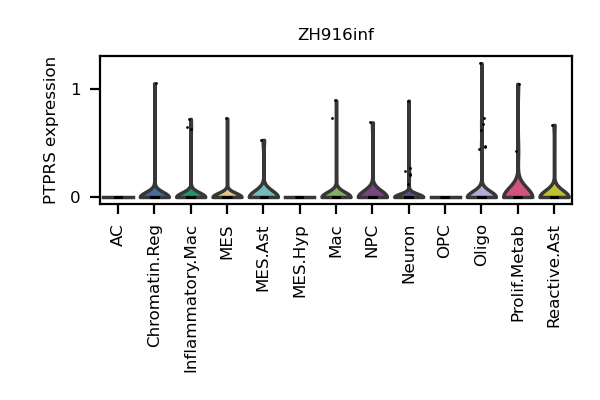 ZH916inf
PTPRS expression
1
0
AC
Chromatin.Reg
Inflammatory.Mac
MES
MES.Ast
MES.Hyp
Mac
NPC
Neuron
OPC
Oligo
Prolif.Metab
Reactive.Ast